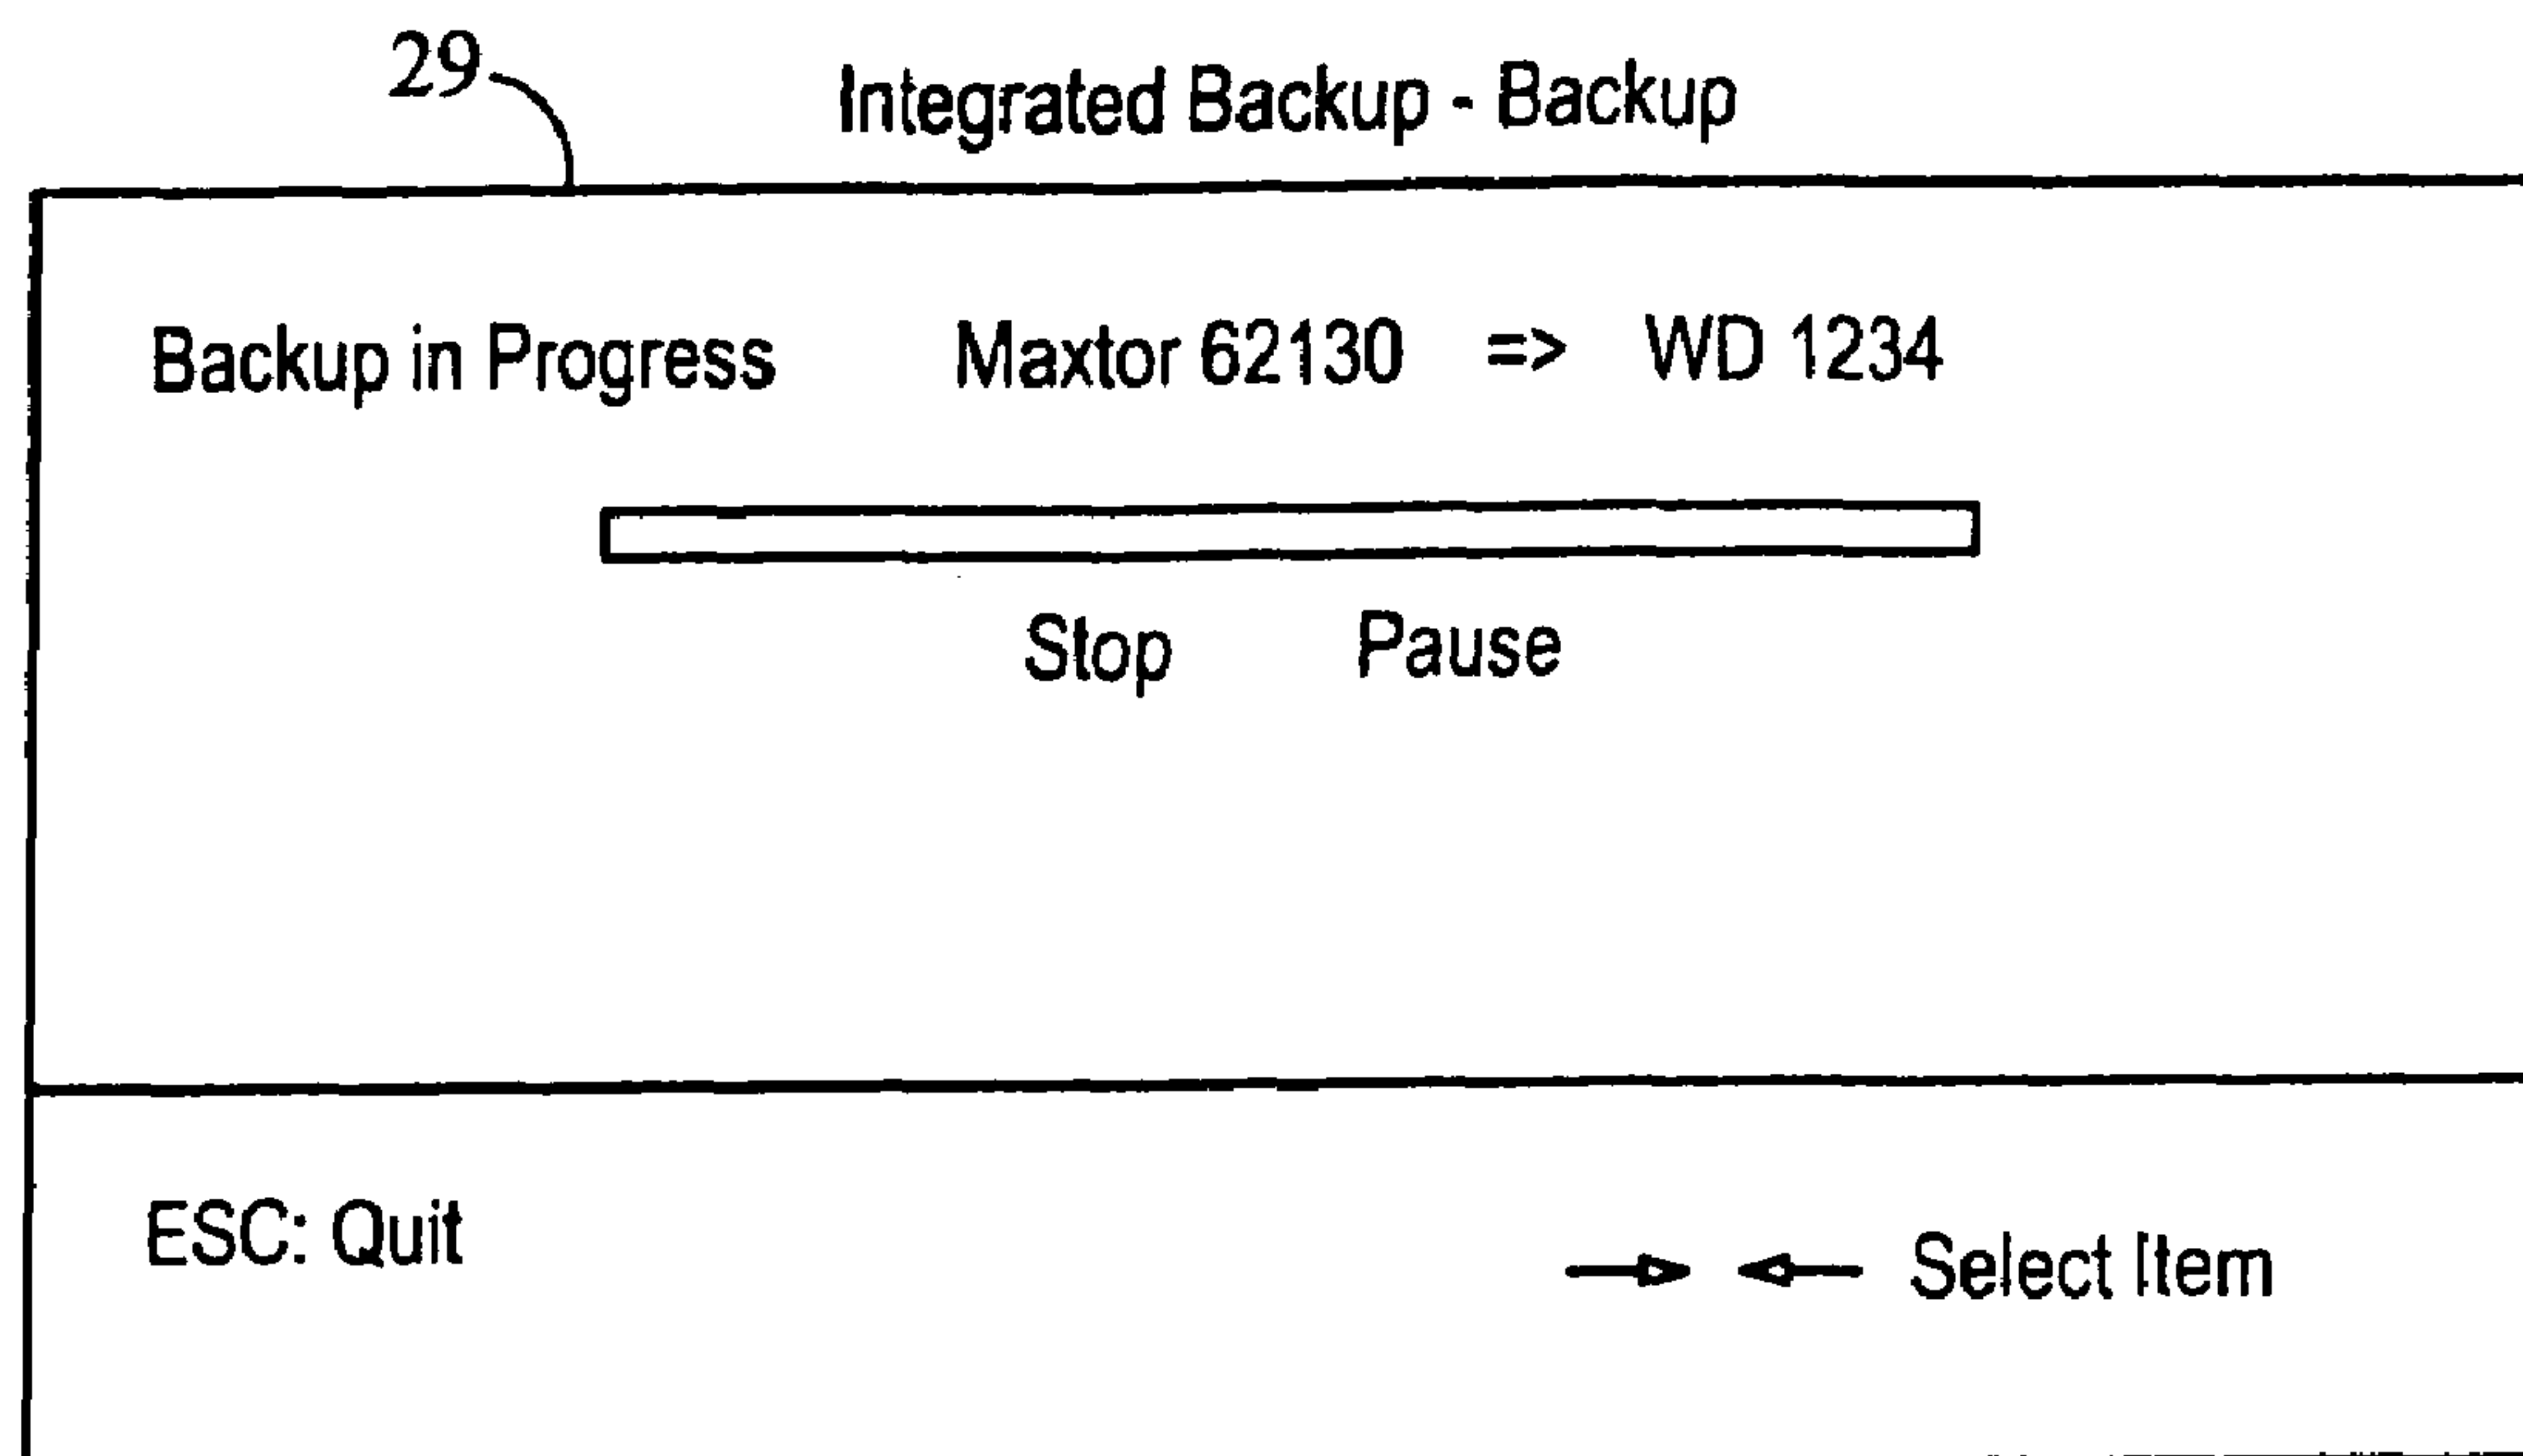 29
Integrated Backup - Backup
Backup in Progress Maxtor 62130 => WD 1234
Stop Pause
ESC: Quit
Select Item